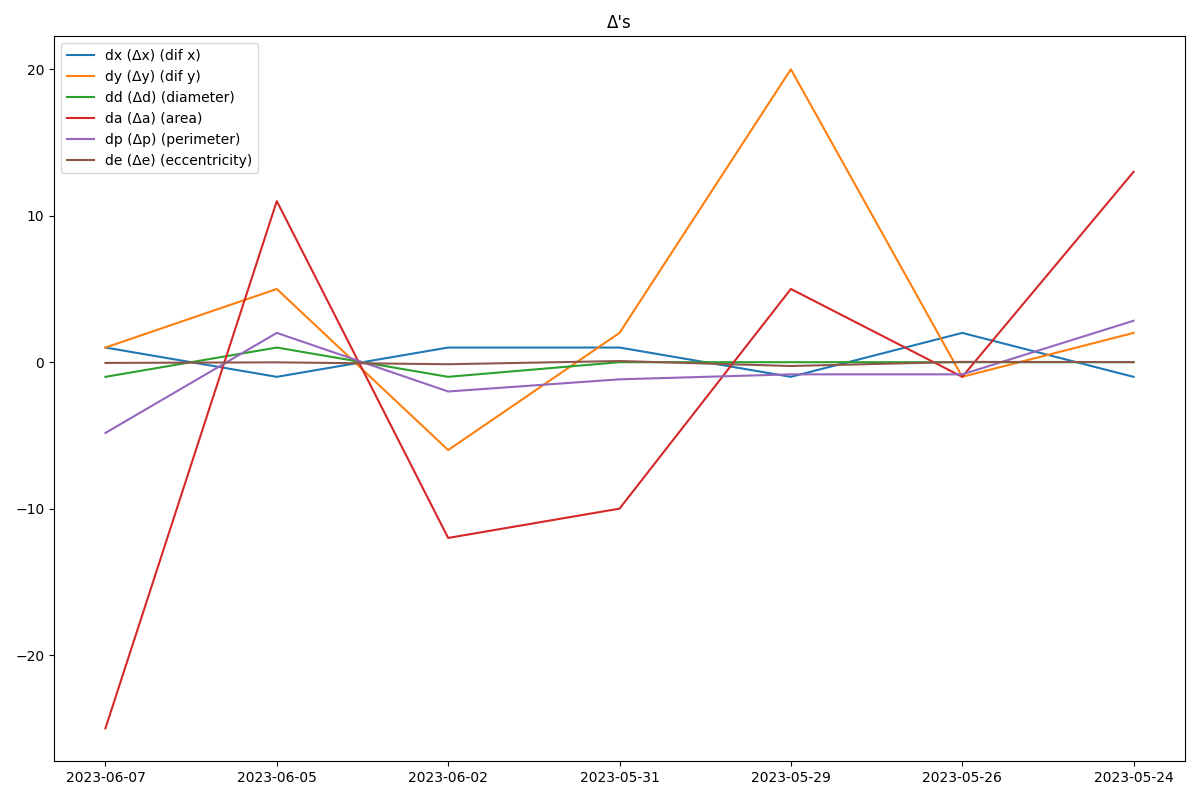 Δ's
dx (Δx) (dif x)
dy (Δy) (dif y)
dd (Δd) (diameter)
da (Δa) (area)
dp (Δp) (perimeter)
de (Δe) (eccentricity)
20
10
0
−10
−20
2023-06-07 2023-06-05 2023-06-02 2023-05-31 2023-05-29 2023-05-26 2023-05-24